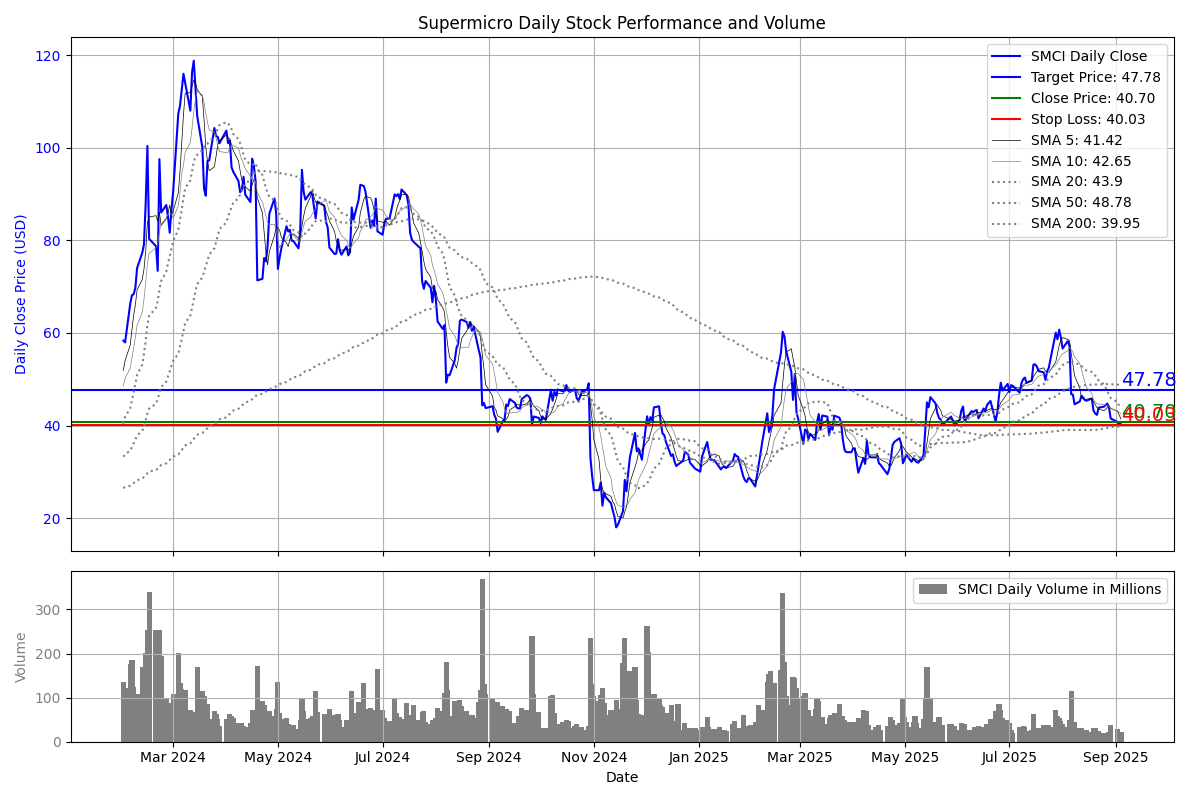 Supermicro Daily Stock Performance and Volume
Daily Close Price (USD)
120
100
80
60
40
20
SMCI Daily Close
Target Price: 47.78
Close Price: 40.70
Stop Loss: 40.03
SMA 5: 41.42
SMA 10: 42.65
SMA 20: 43.9
SMA 50: 48.78
SMA 200: 39.95
47.78
40.70
40.03
Volume
300
200
100
0
SMCI Daily Volume in Millions
Mar 2024 May 2024 Jul 2024 Sep 2024 Nov 2024 Jan 2025 Mar 2025 May 2025 Jul 2025 Sep 2025
Date